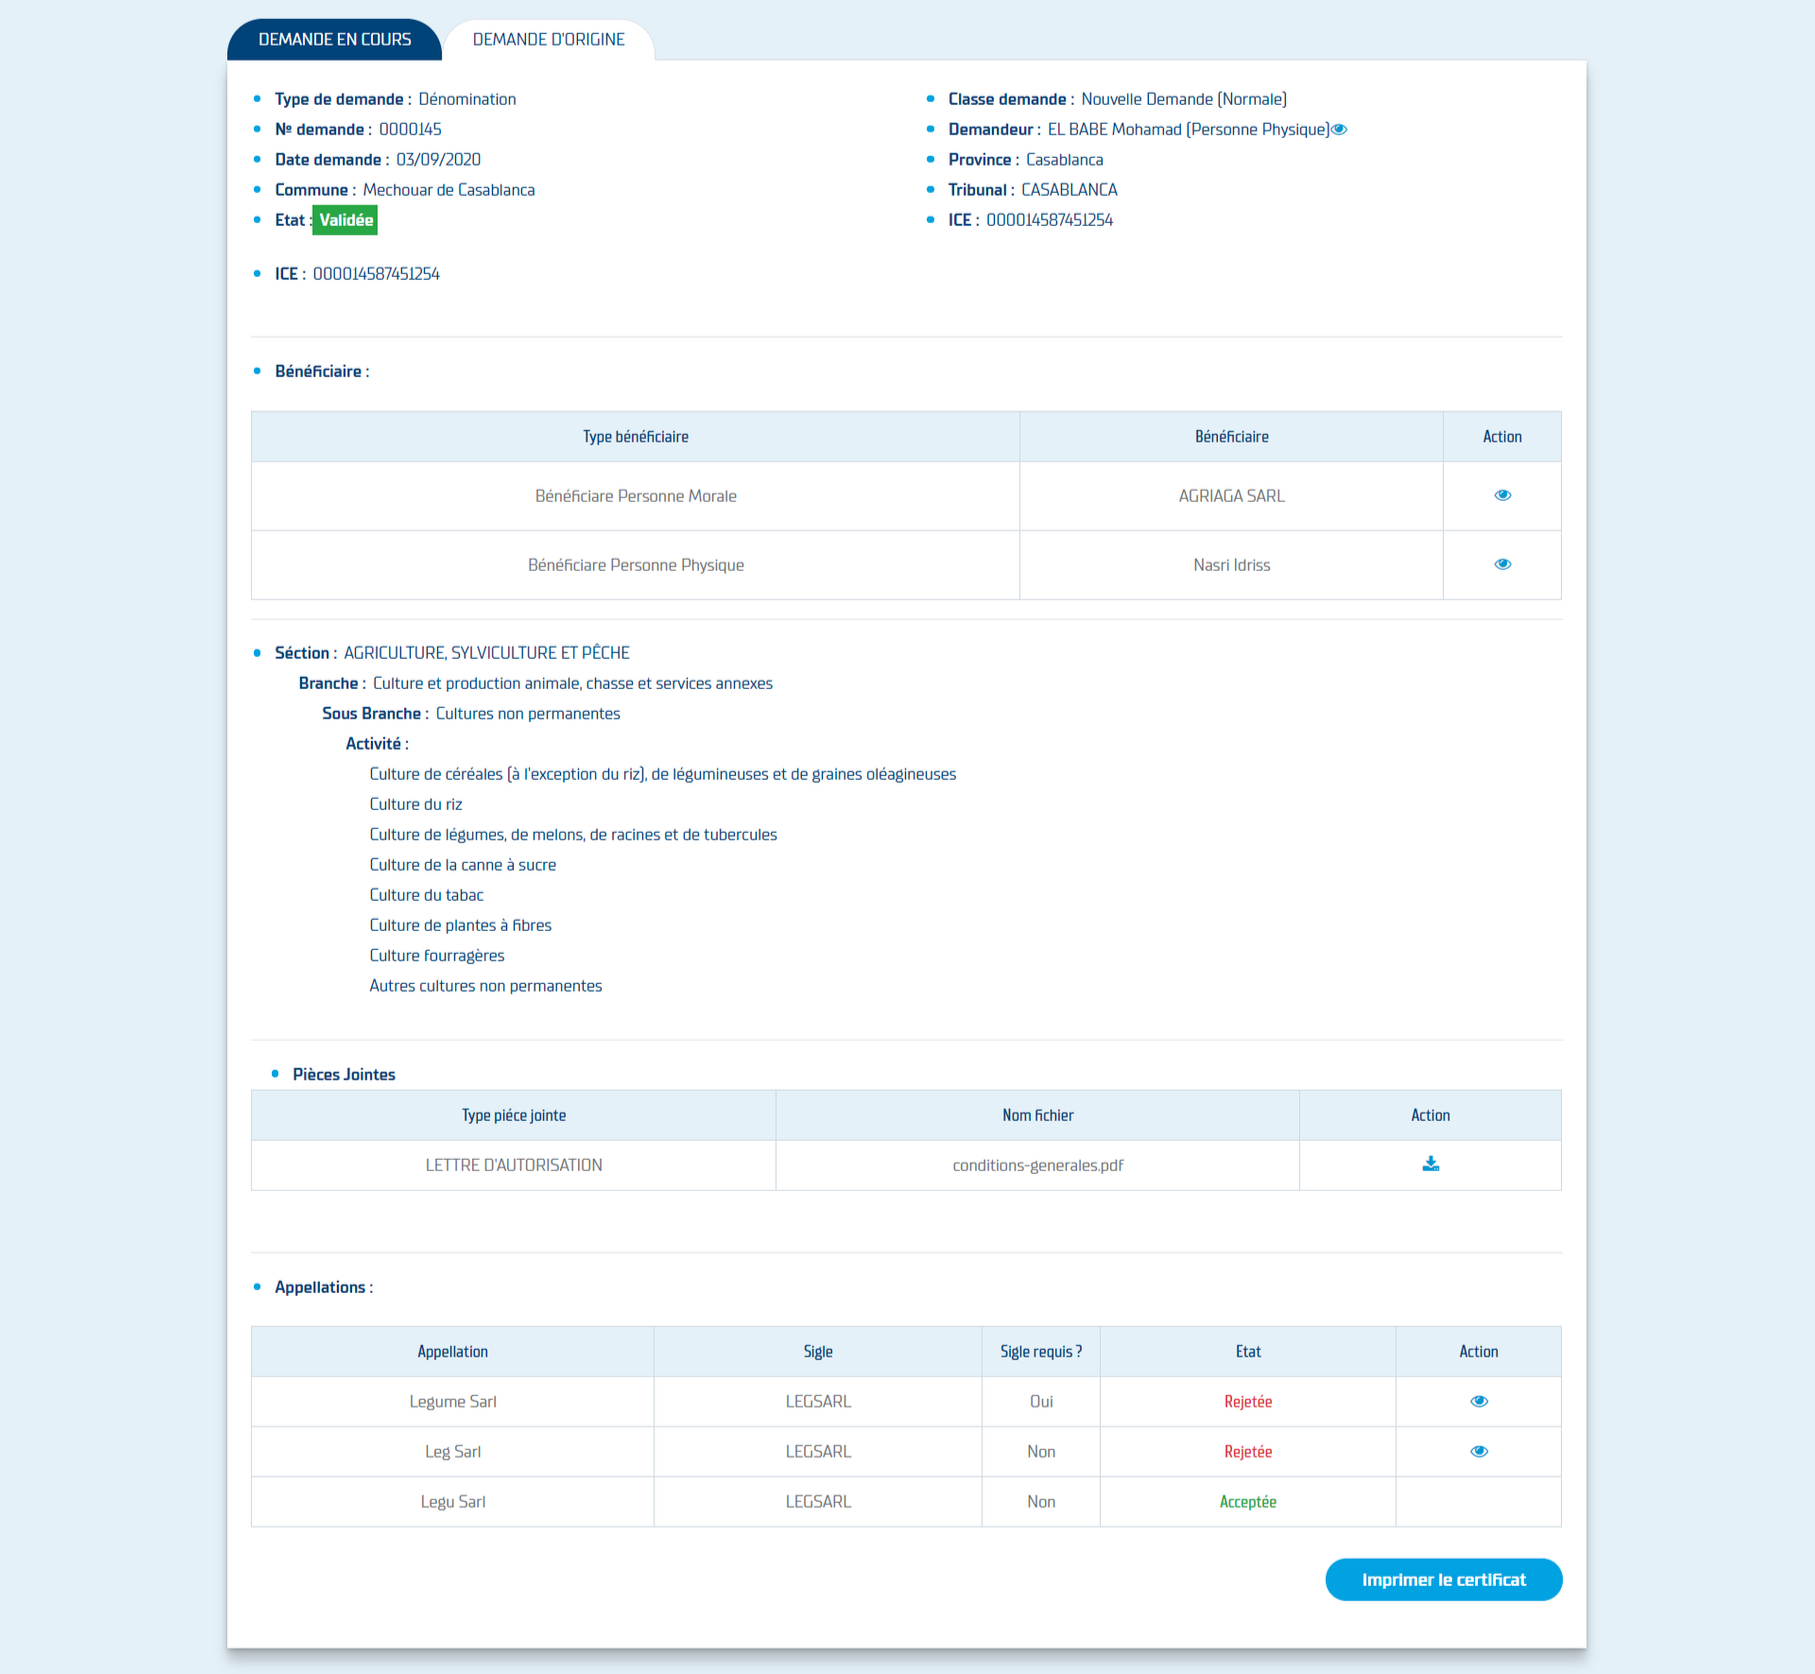 DEMANDE EN COURS
DEMANDE D'ORIGINE
Type de demande : Dénomination
Classe demande : Nouvelle Demande (Normale)
Nº demande : 0000145
Demandeur : EL BABE Mohamad (Personne Physique)
Date demande : 03/09/2020
Province : Casablanca
Commune : Mechouar de Casablanca
Tribunal : CASABLANCA
Etat : Validée
ICE : 000014587451254
ICE : 000014587451254
Bénéficiaire :
Type bénéficiaire Bénéficiaire Action
Bénéficiare Personne Morale AGRIAGA SARL
Bénéficiare Personne Physique Nasri Idriss
Séction : AGRICULTURE, SYLVICULTURE ET PÊCHE
Branche : Culture et production animale, chasse et services annexes
Sous Branche : Cultures non permanentes
Activité :
Culture de céréales (à l'exception du riz), de légumineuses et de graines oléagineuses
Culture du riz
Culture de légumes, de melons, de racines et de tubercules
Culture de la canne à sucre
Culture du tabac
Culture de plantes à fibres
Culture fourragères
Autres cultures non permanentes
Pièces Jointes
Type piéce jointe Nom fichier Action
LETTRE D'AUTORISATION conditions-generales.pdf
Appellations :
Appellation Sigle Sigle requis ? Etat Action
Legume Sarl LEGSARL Oui Rejetée
Leg Sarl LEGSARL Non Rejetée
Legu Sarl LEGSARL Non Acceptée
Imprimer le certificat